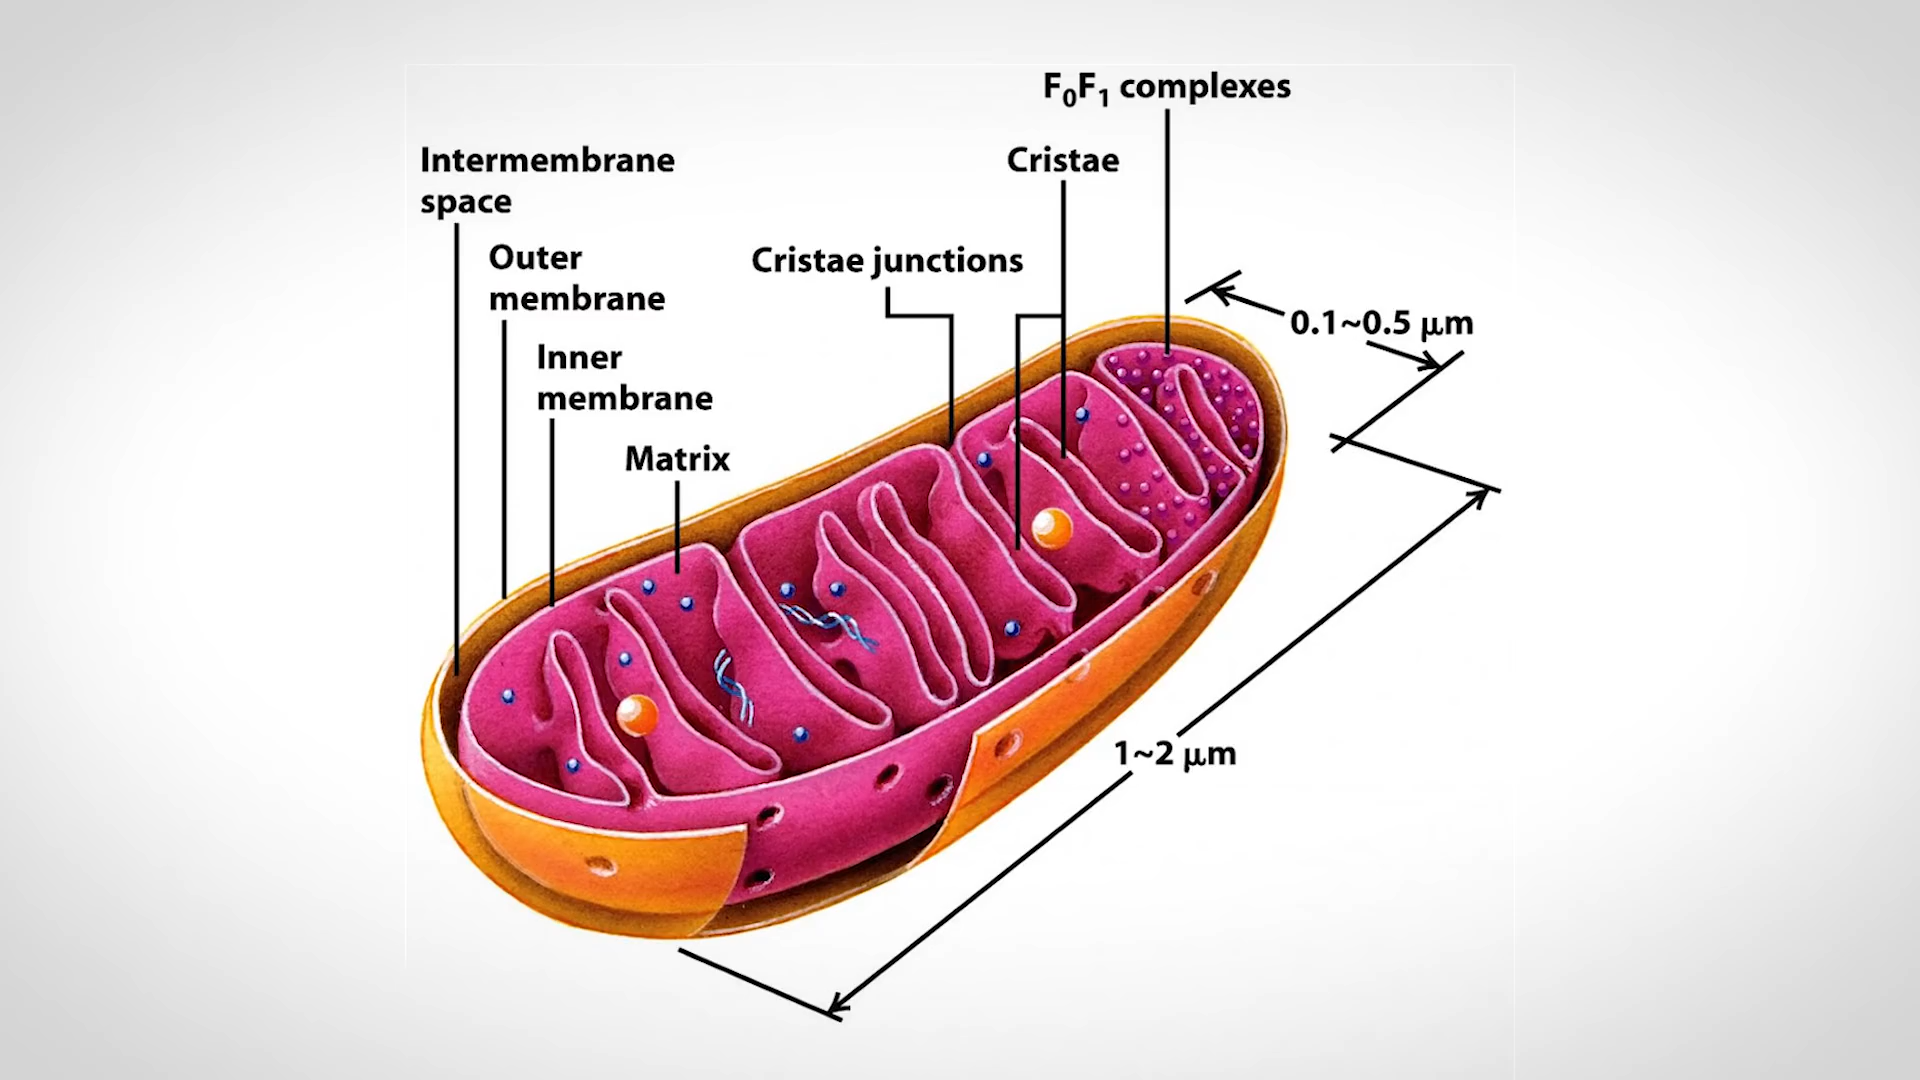 F₀F₁ complexes
Intermembrane
space
Cristae
Outer
membrane
Cristae junctions
0.1~0.5 μm
Inner
membrane
Matrix
1~2 μm